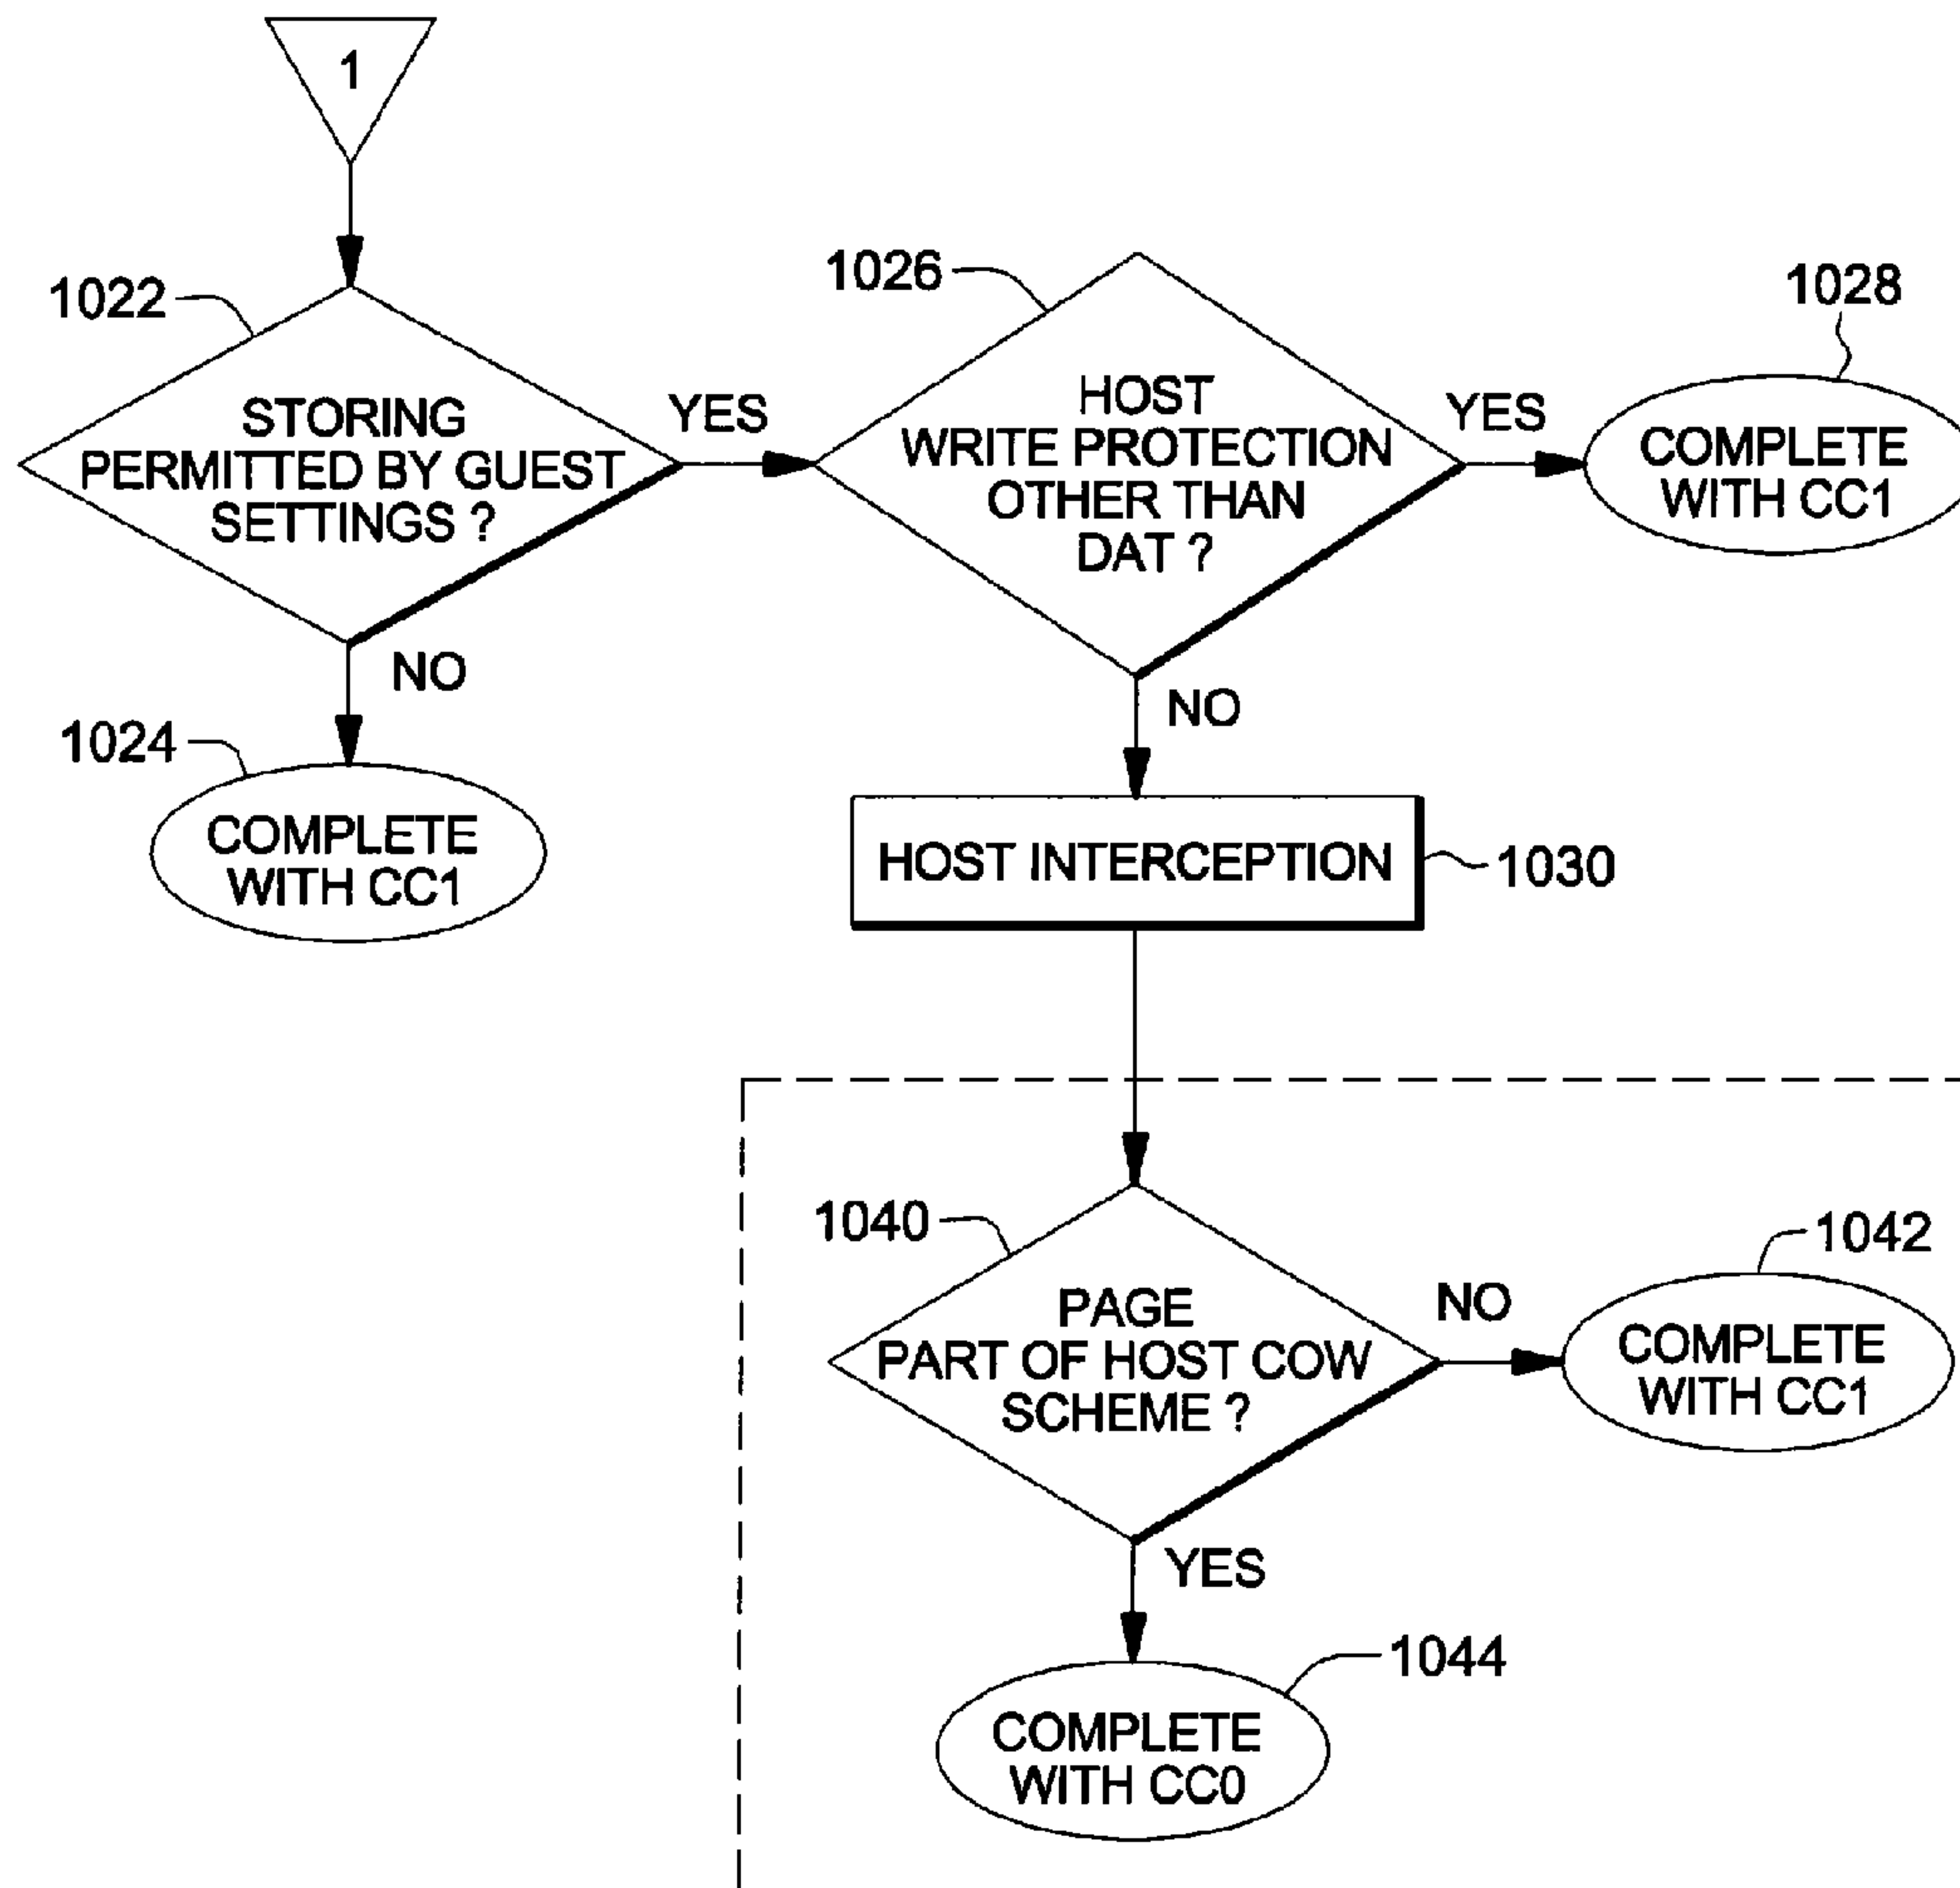 1
1022
STORING
PERMITTED BY GUEST
SETTINGS ?
YES
NO
1024
COMPLETE
WITH CC1
1026
HOST
WRITE PROTECTION
OTHER THAN
DAT ?
YES
NO
1028
COMPLETE
WITH CC1
HOST INTERCEPTION
1030
1040
PAGE
PART OF HOST COW
SCHEME ?
NO
1042
COMPLETE
WITH CC1
YES
1044
COMPLETE
WITH CC0